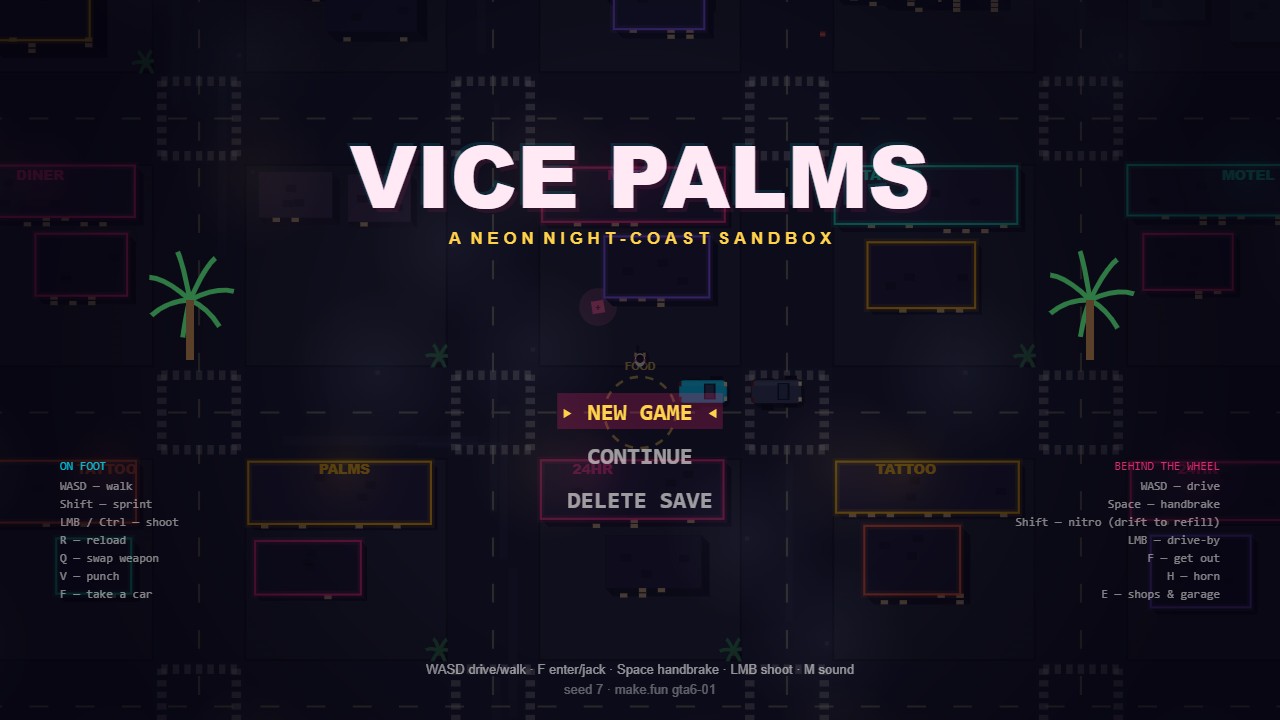 DINER
MOTEL
VICE PALMS
A NEON NIGHT-COAST SANDBOX
FOOD
▸ NEW GAME ◂
CONTINUE
DELETE SAVE
PALMS
24HR
TATTOO
TATTOO
ON FOOT
WASD — walk
Shift — sprint
LMB / Ctrl — shoot
R — reload
Q — swap weapon
V — punch
F — take a car
BEHIND THE WHEEL
WASD — drive
Space — handbrake
Shift — nitro (drift to refill)
LMB — drive-by
F — get out
H — horn
E — shops & garage
WASD drive/walk · F enter/jack · Space handbrake · LMB shoot · M sound
seed 7 · make.fun gta6-01